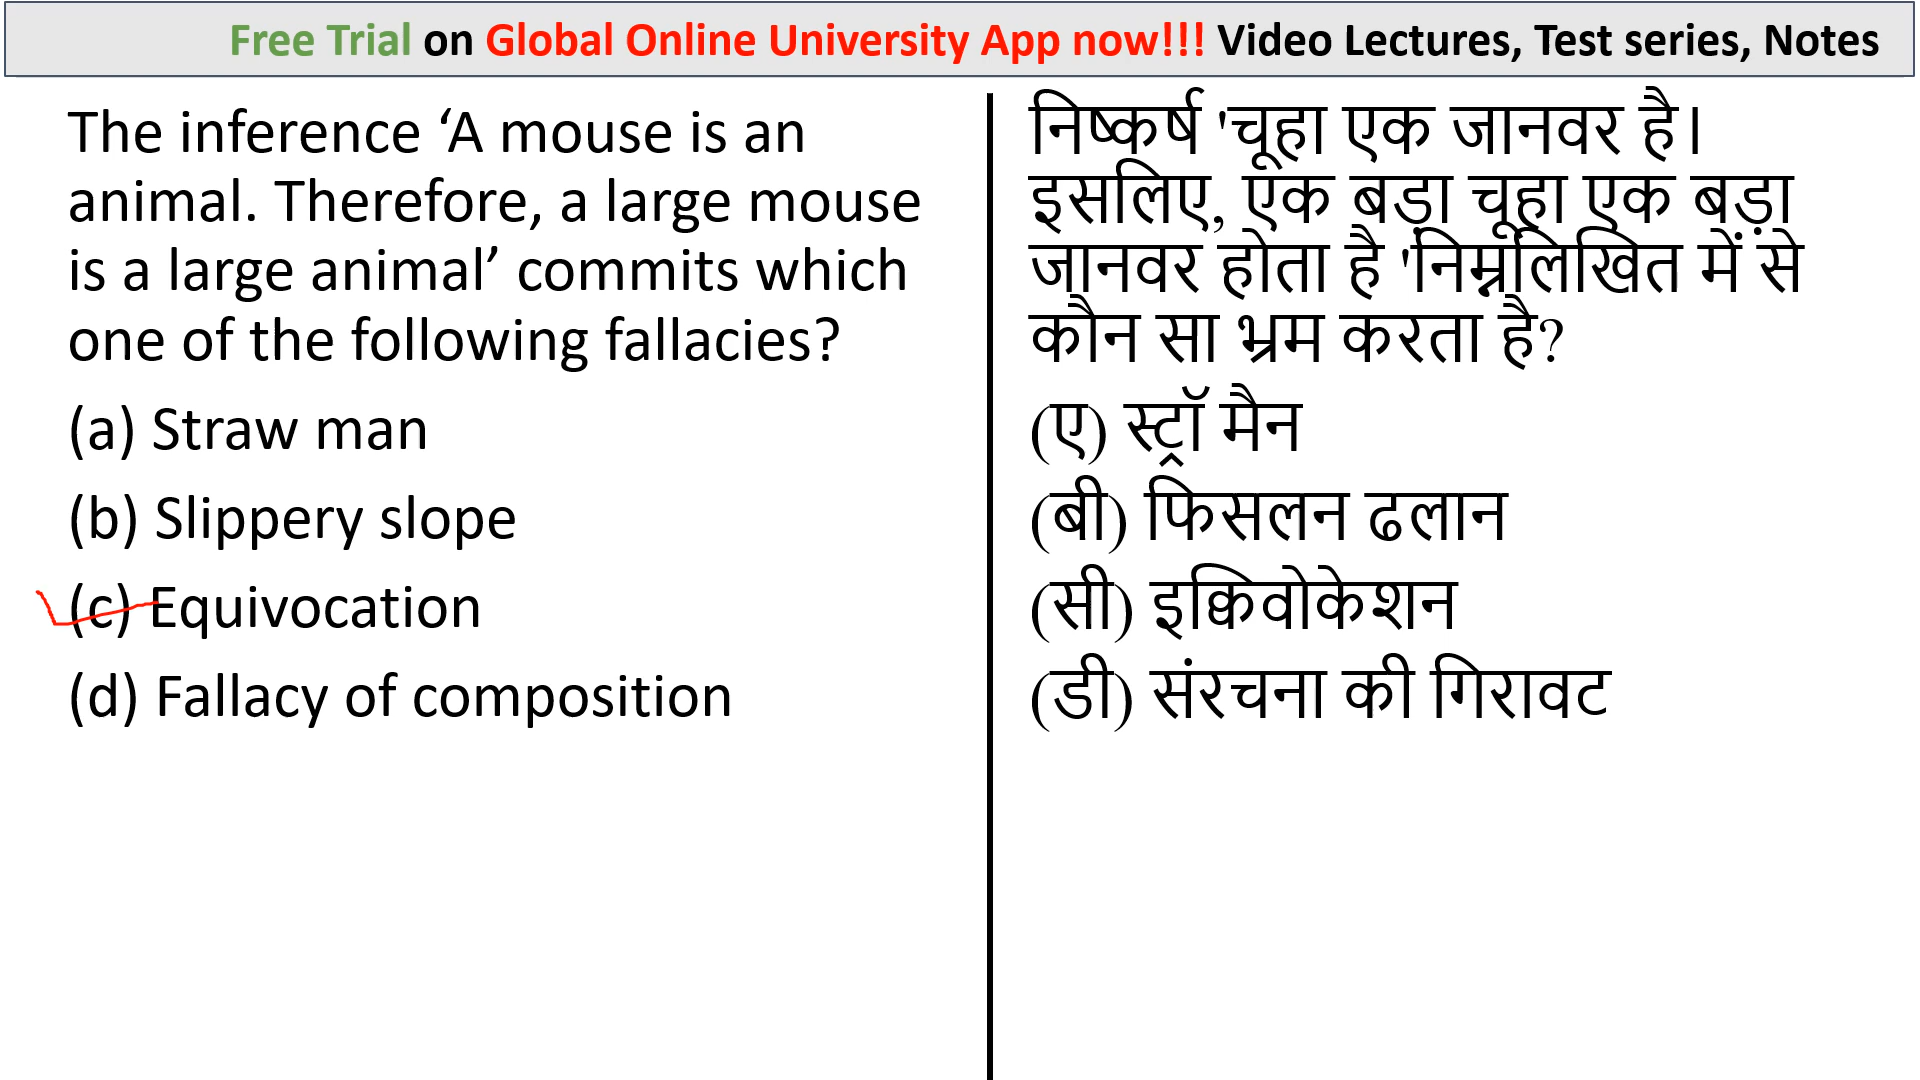 Free Trial on Global Online University App now!!! Video Lectures, Test series, Notes
The inference ‘A mouse is an
animal. Therefore, a large mouse
is a large animal’ commits which
one of the following fallacies?
(a) Straw man
(b) Slippery slope
(c) Equivocation
(d) Fallacy of composition
निष्कर्ष 'चूहा एक जानवर है।
इसलिए, एक बड़ा चूहा एक बड़ा
जानवर होता है 'निम्नलिखित में से
कौन सा भ्रम करता है?
(ए) स्ट्रॉ मैन
(बी) फिसलन ढलान
(सी) इक्विवोकेशन
(डी) संरचना की गिरावट